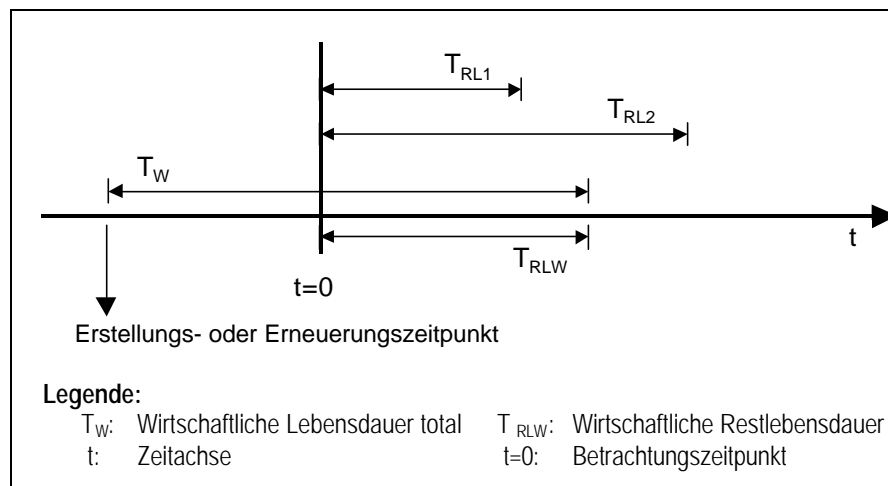 T_RL1
T_RL2
T_W
t
T_RLW
t=0
Erstellungs- oder Erneuerungszeitpunkt
Legende:
T_W: Wirtschaftliche Lebensdauer total T_RLW: Wirtschaftliche Restlebensdauer
t: Zeitachse t=0: Betrachtungszeitpunkt